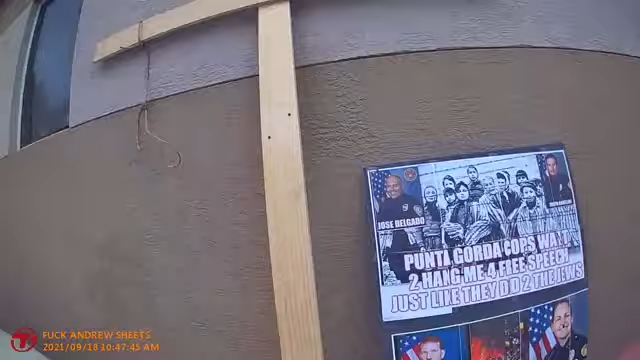 JOSE DELGADO
PUNTA GORDA COPS WANT
2 HANG ME 4 FREE SPEECH
JUST LIKE THEY DID 2 THE JEWS
FUCK ANDREW SHEETS
2021/09/18 10:47:45 AM